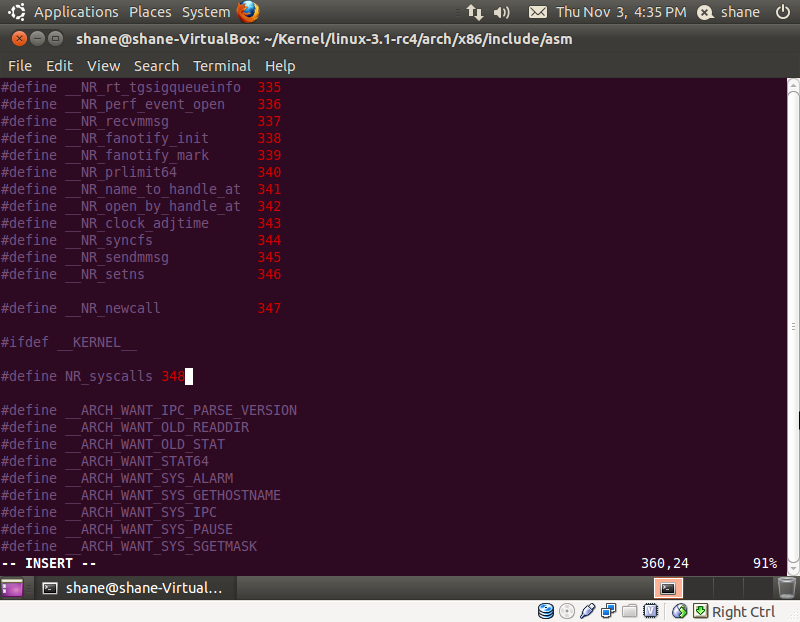 Applications Places System Thu Nov 3, 4:35 PM shane
shane@shane-VirtualBox: ~/Kernel/linux-3.1-rc4/arch/x86/include/asm
File Edit View Search Terminal Help
#define __NR_rt_tgsigqueueinfo 335
#define __NR_perf_event_open 336
#define __NR_recvmmsg 337
#define __NR_fanotify_init 338
#define __NR_fanotify_mark 339
#define __NR_prlimit64 340
#define __NR_name_to_handle_at 341
#define __NR_open_by_handle_at 342
#define __NR_clock_adjtime 343
#define __NR_syncfs 344
#define __NR_sendmmsg 345
#define __NR_setns 346
#define __NR_newcall 347
#ifdef __KERNEL__
#define NR_syscalls 348
#define __ARCH_WANT_IPC_PARSE_VERSION
#define __ARCH_WANT_OLD_READDIR
#define __ARCH_WANT_OLD_STAT
#define __ARCH_WANT_STAT64
#define __ARCH_WANT_SYS_ALARM
#define __ARCH_WANT_SYS_GETHOSTNAME
#define __ARCH_WANT_SYS_IPC
#define __ARCH_WANT_SYS_PAUSE
#define __ARCH_WANT_SYS_SGETMASK
-- INSERT -- 360,24 91%
shane@shane-Virtual...
Right Ctrl